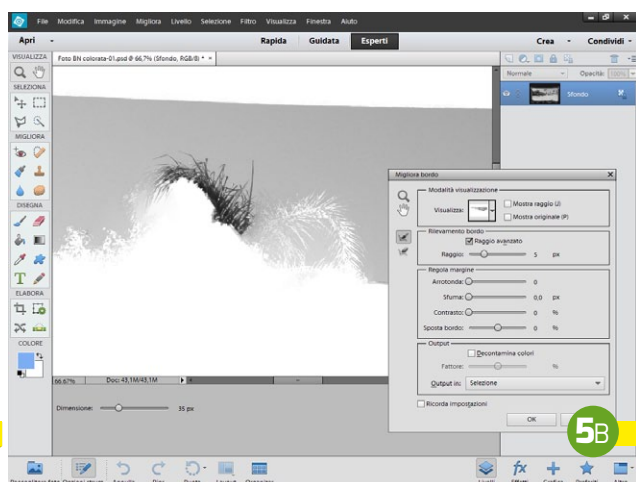 File Modifica Immagine Migliora Livello Selezione Filtro Visualizza Finestra Aiuto
Apri Rapida Guidata Esperti Crea Condividi
VISUALIZZA Foto BN colorata-01.psd @ 66,7% (Sfondo, RGB/8) * ×
Normale Opacità: 100%
SELEZIONA
Sfondo
MIGLIORA
Migliora bordo
Modalità visualizzazione
Visualizza: Mostra raggio (J)
Mostra originale (P)
DISEGNA
Rilevamento bordo
Raggio avanzato
Raggio: 5 px
Regola margine
Arrotonda: 0
T
ELABORA
Sfuma: 0,0 px
Contrasto: 0 %
Sposta bordo: 0 %
COLORE
Output
Decontamina colori
Fattore: %
66.67% Doc: 43,1M/43,1M
Output in: Selezione
Ricorda impostazioni
Dimensione: 35 px
OK
5B
fx